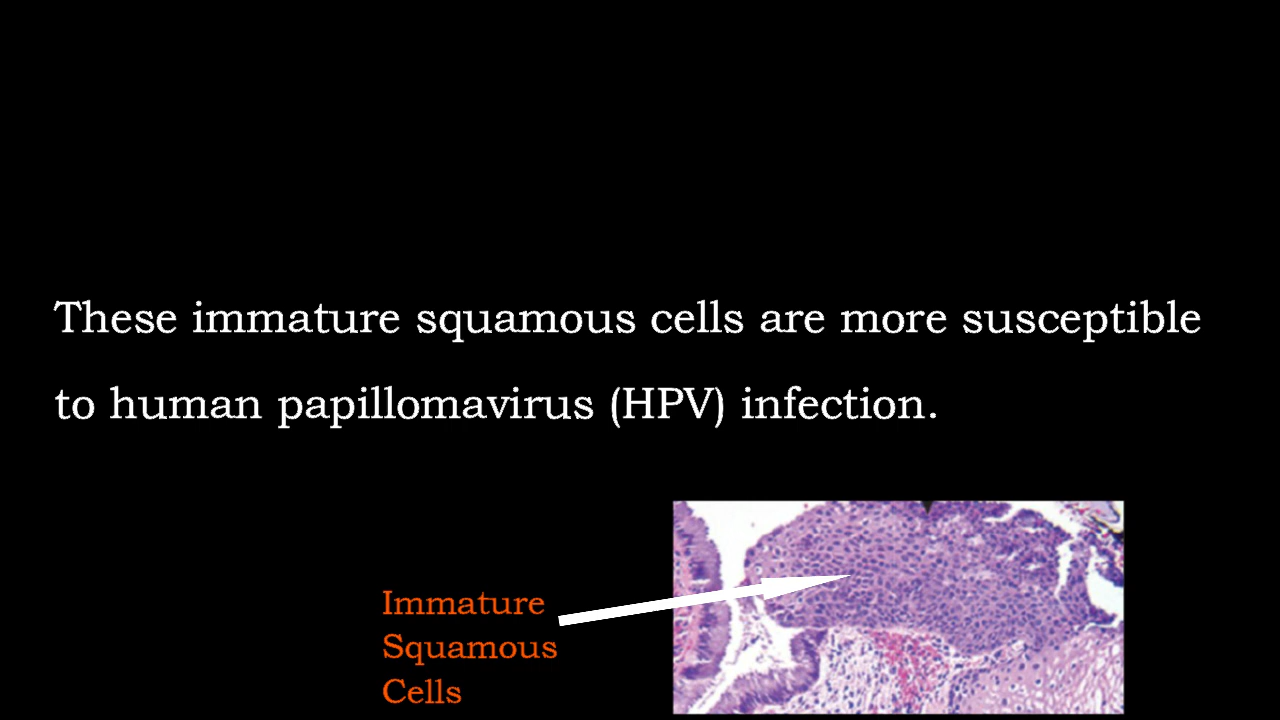 These immature squamous cells are more susceptible
to human papillomavirus (HPV) infection.
Immature
Squamous
Cells